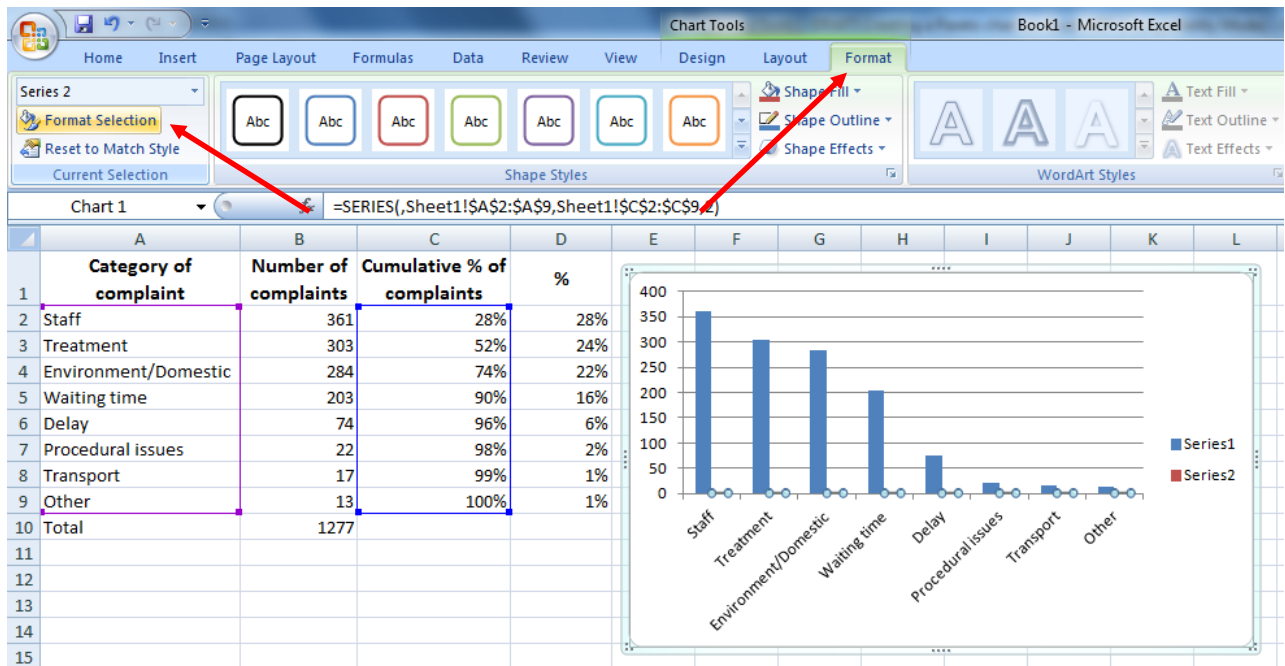 Chart Tools Book1 - Microsoft Excel
Home Insert Page Layout Formulas Data Review View Design Layout Format
Series 2
Format Selection
Reset to Match Style
Current Selection
Abc Abc Abc Abc Abc Abc Abc
Shape Styles
Shape Fill
Shape Outline
Shape Effects
A A A
WordArt Styles
Text Fill
Text Outline
Text Effects
Chart 1 fx =SERIES(,Sheet1!$A$2:$A$9,Sheet1!$C$2:$C$9,2)
A B C D E F G H I J K L
1 Category of complaint Number of complaints Cumulative % of complaints %
2 Staff 361 28% 28%
3 Treatment 303 52% 24%
4 Environment/Domestic 284 74% 22%
5 Waiting time 203 90% 16%
6 Delay 74 96% 6%
7 Procedural issues 22 98% 2%
8 Transport 17 99% 1%
9 Other 13 100% 1%
10 Total 1277
11
12
13
14
15
400
350
300
250
200
150
100
50
0
Staff
Treatment
Environment/Domestic
Waiting time
Delay
Procedural issues
Transport
Other
Series1
Series2